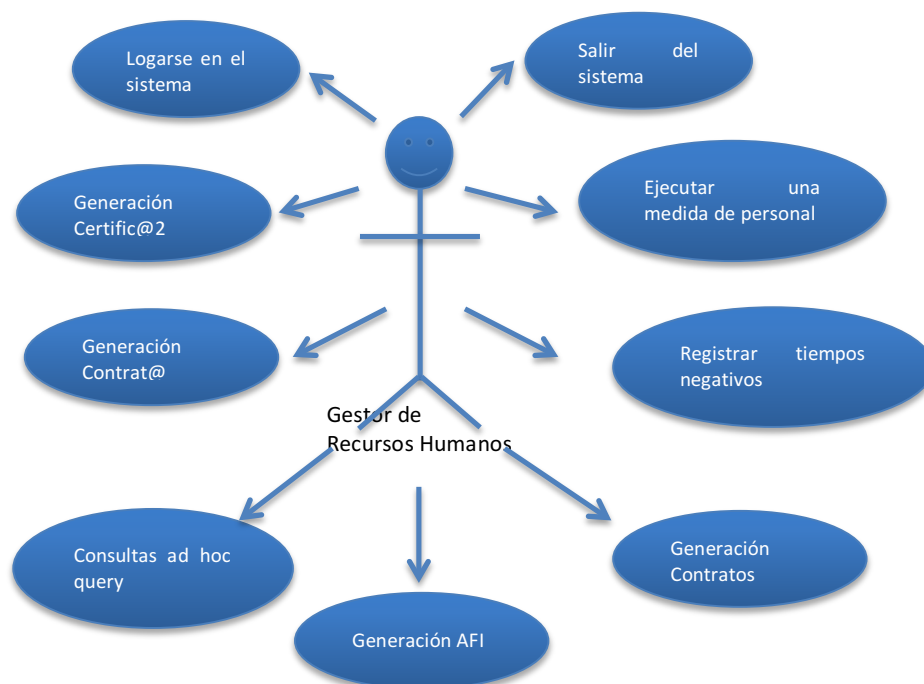 Logarse en el
sistema
Salir del
sistema
Generación
Certific@2
Ejecutar una
medida de personal
Generación
Contrat@
Registrar tiempos
negativos
Gestor de
Recursos Humanos
Consultas ad hoc
query
Generación
Contratos
Generación AFI